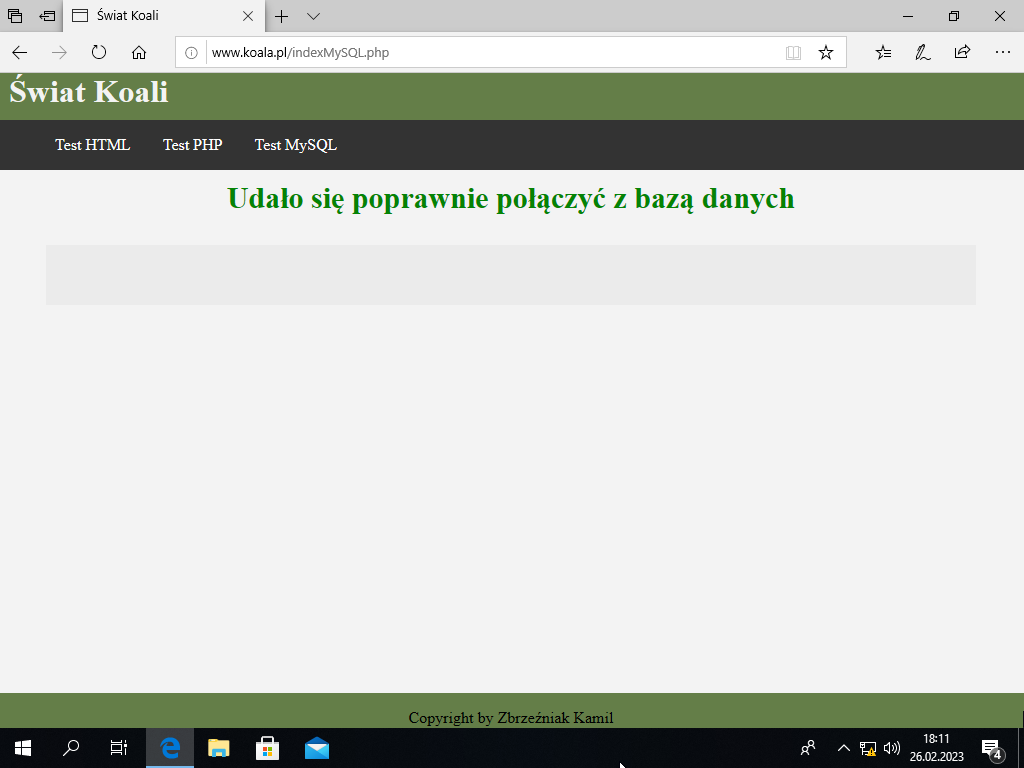 Świat Koali
www.koala.pl/indexMySQL.php
Świat Koali
Test HTML Test PHP Test MySQL
Udało się poprawnie połączyć z bazą danych
Copyright by Zbrzeźniak Kamil
18:11
26.02.2023
4